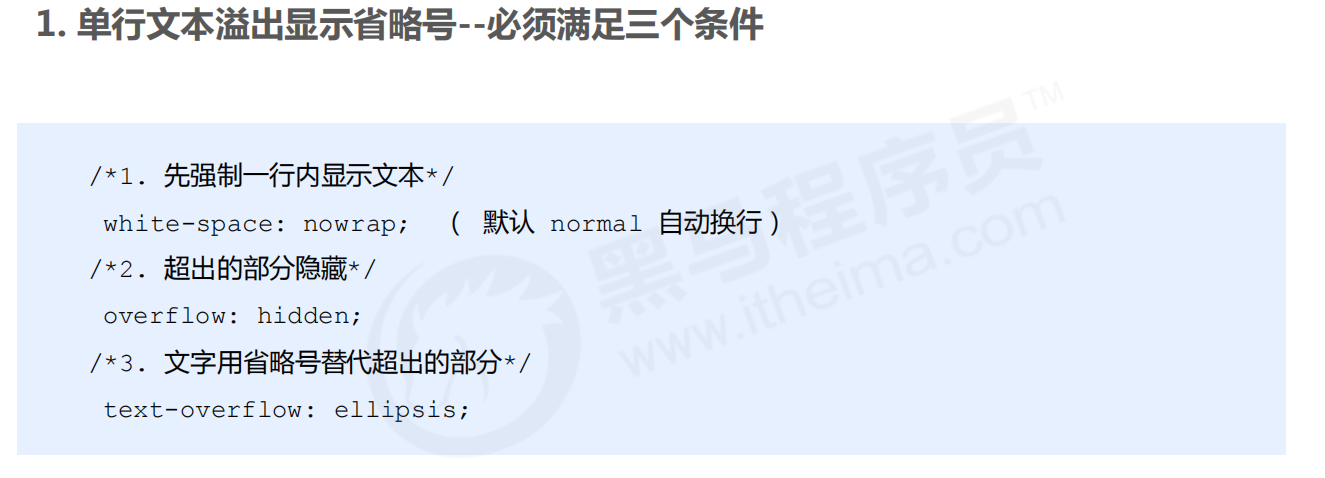 1. 单行文本溢出显示省略号--必须满足三个条件
/*1. 先强制一行内显示文本*/
white-space: nowrap; （ 默认 normal 自动换行）
/*2. 超出的部分隐藏*/
overflow: hidden;
/*3. 文字用省略号替代超出的部分*/
text-overflow: ellipsis;
黑马程序员™
www.itheima.com